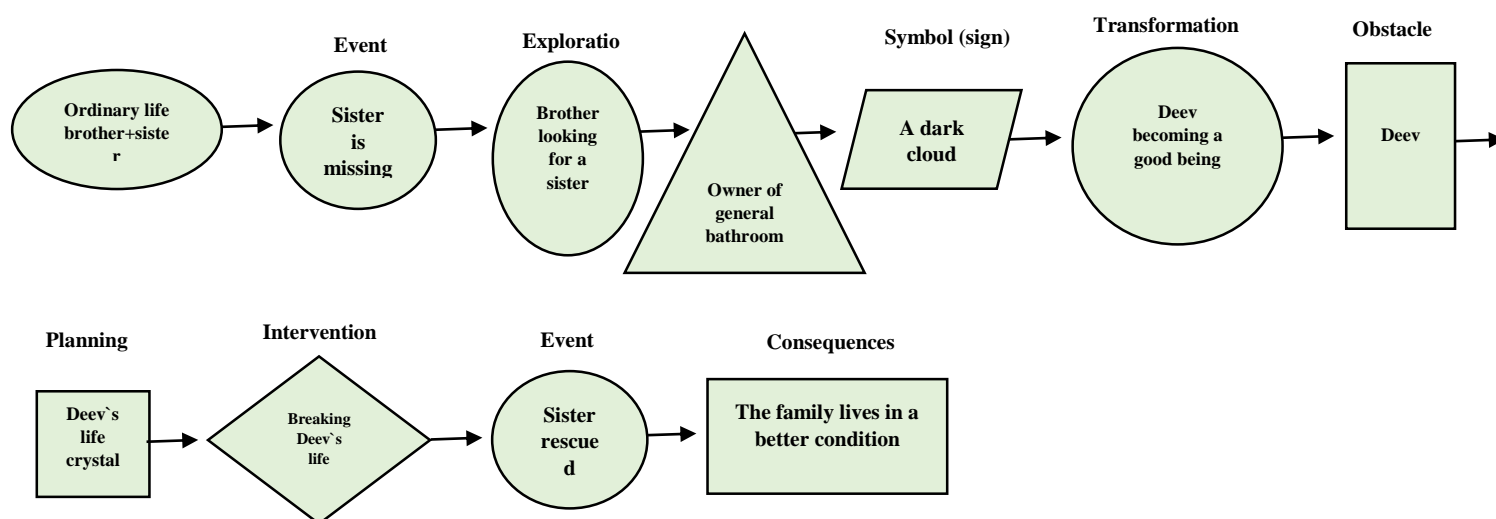 Event
Exploratio
Symbol (sign)
Transformation
Obstacle
Ordinary life
brother+siste
r
Sister
is
missing
Brother
looking
for a
sister
Owner of
general
bathroom
A dark
cloud
Deev
becoming a
good being
Deev
Planning
Intervention
Event
Consequences
Deev`s
life
crystal
Breaking
Deev`s
life
Sister
rescue
d
The family lives in a
better condition